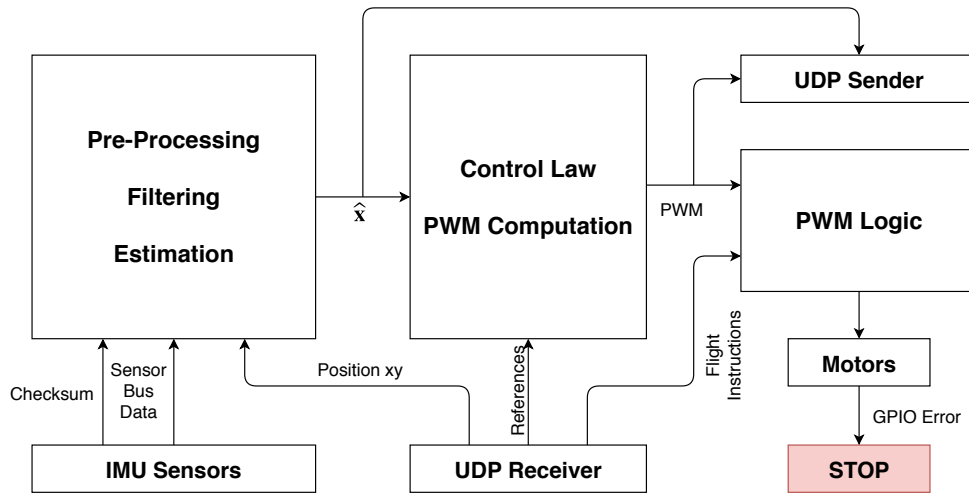 UDP Sender
Pre-Processing
Filtering
Estimation
Control Law
PWM Computation
x̂
PWM
PWM Logic
Checksum
Sensor
Bus
Data
Position xy
References
Flight
Instructions
Motors
GPIO Error
IMU Sensors
UDP Receiver
STOP